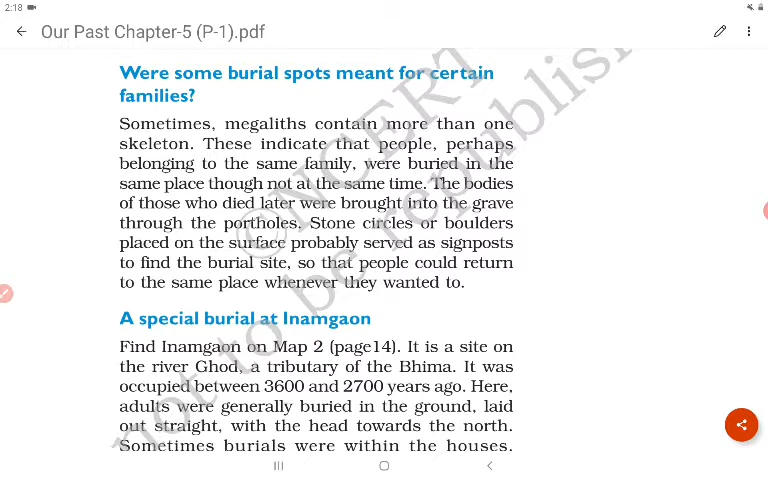 2:18
Our Past Chapter-5 (P-1).pdf
Were some burial spots meant for certain
families?
Sometimes, megaliths contain more than one
skeleton. These indicate that people, perhaps
belonging to the same family, were buried in the
same place though not at the same time. The bodies
of those who died later were brought into the grave
through the portholes. Stone circles or boulders
placed on the surface probably served as signposts
to find the burial site, so that people could return
to the same place whenever they wanted to.
A special burial at Inamgaon
Find Inamgaon on Map 2 (page14). It is a site on
the river Ghod, a tributary of the Bhima. It was
occupied between 3600 and 2700 years ago. Here,
adults were generally buried in the ground, laid
out straight, with the head towards the north.
Sometimes burials were within the houses.
©NCERT
not to be republish